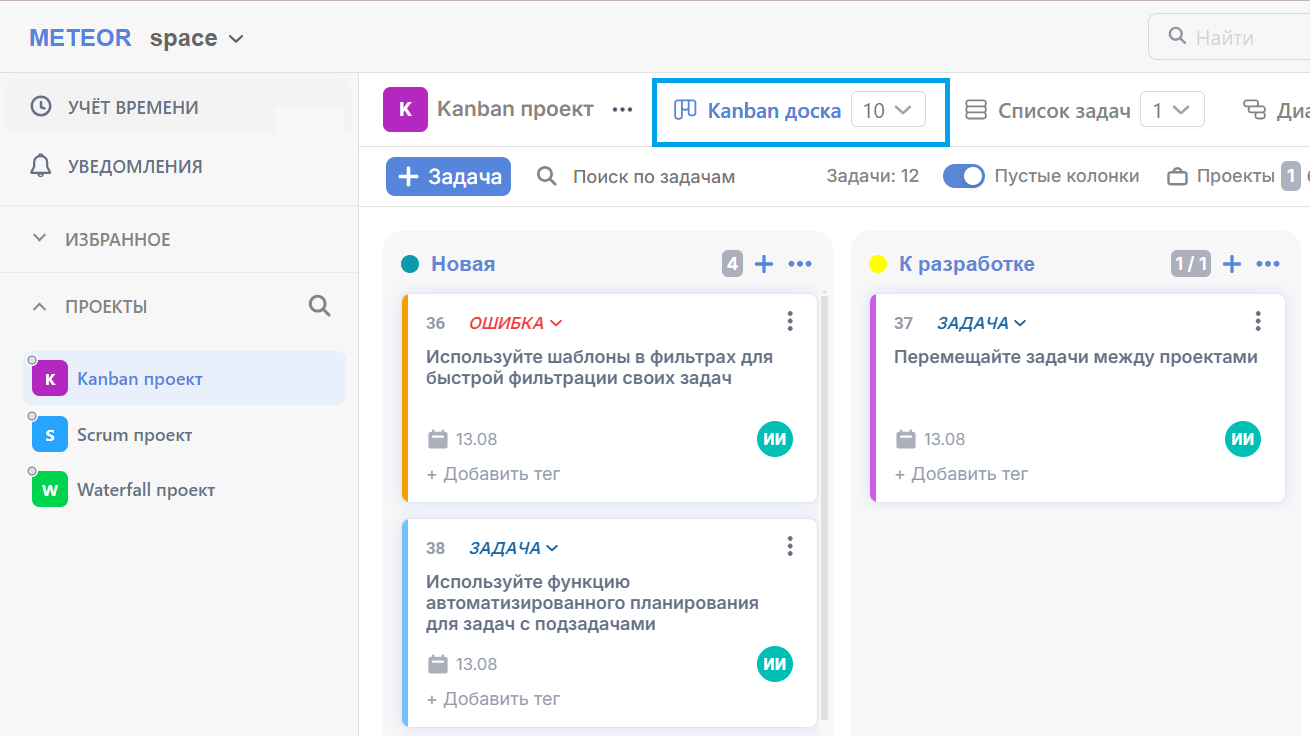 METEOR space
Найти
УЧЁТ ВРЕМЕНИ
УВЕДОМЛЕНИЯ
ИЗБРАННОЕ
ПРОЕКТЫ
K Kanban проект
S Scrum проект
W Waterfall проект
K Kanban проект Kanban доска 10 Список задач 1
+ Задача Поиск по задачам Задачи: 12 Пустые колонки Проекты 1
Новая 4
36 ОШИБКА
Используйте шаблоны в фильтрах для
быстрой фильтрации своих задач
13.08 ИИ
+ Добавить тег
38 ЗАДАЧА
Используйте функцию
автоматизированного планирования
для задач с подзадачами
13.08 ИИ
+ Добавить тег
К разработке 1 / 1
37 ЗАДАЧА
Перемещайте задачи между проектами
13.08 ИИ
+ Добавить тег